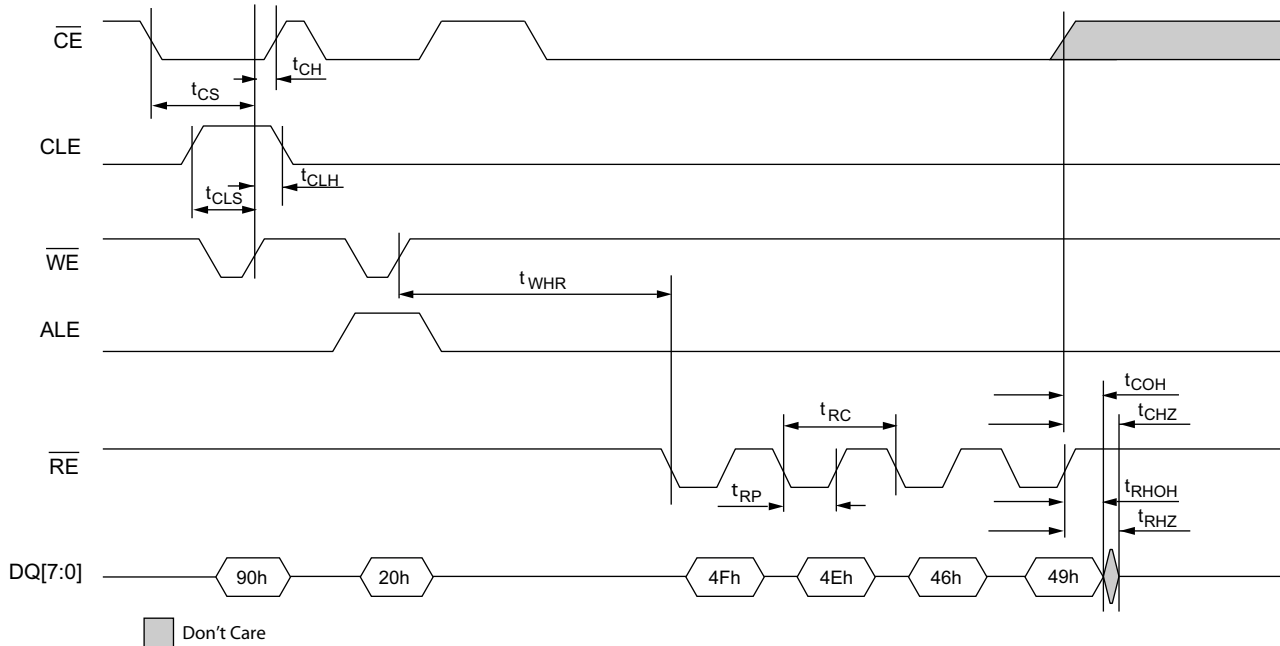 CE
tCH
tCS
CLE
tCLH
tCLS
WE
tWHR
ALE
tCOH
tCHZ
tRC
RE
tRP
tRHOH
tRHZ
DQ[7:0]
90h
20h
4Fh
4Eh
46h
49h
Don't Care